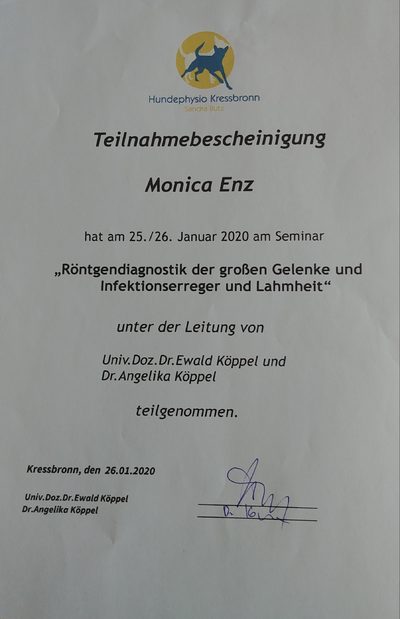 Hundephysio Kressbronn
Sandra Butz
Teilnahmebescheinigung
Monica Enz
hat am 25./26. Januar 2020 am Seminar
„Röntgendiagnostik der großen Gelenke und
Infektionserreger und Lahmheit“
unter der Leitung von
Univ.Doz.Dr.Ewald Köppel und
Dr.Angelika Köppel
teilgenommen.
Kressbronn, den 26.01.2020
Univ.Doz.Dr.Ewald Köppel
Dr.Angelika Köppel